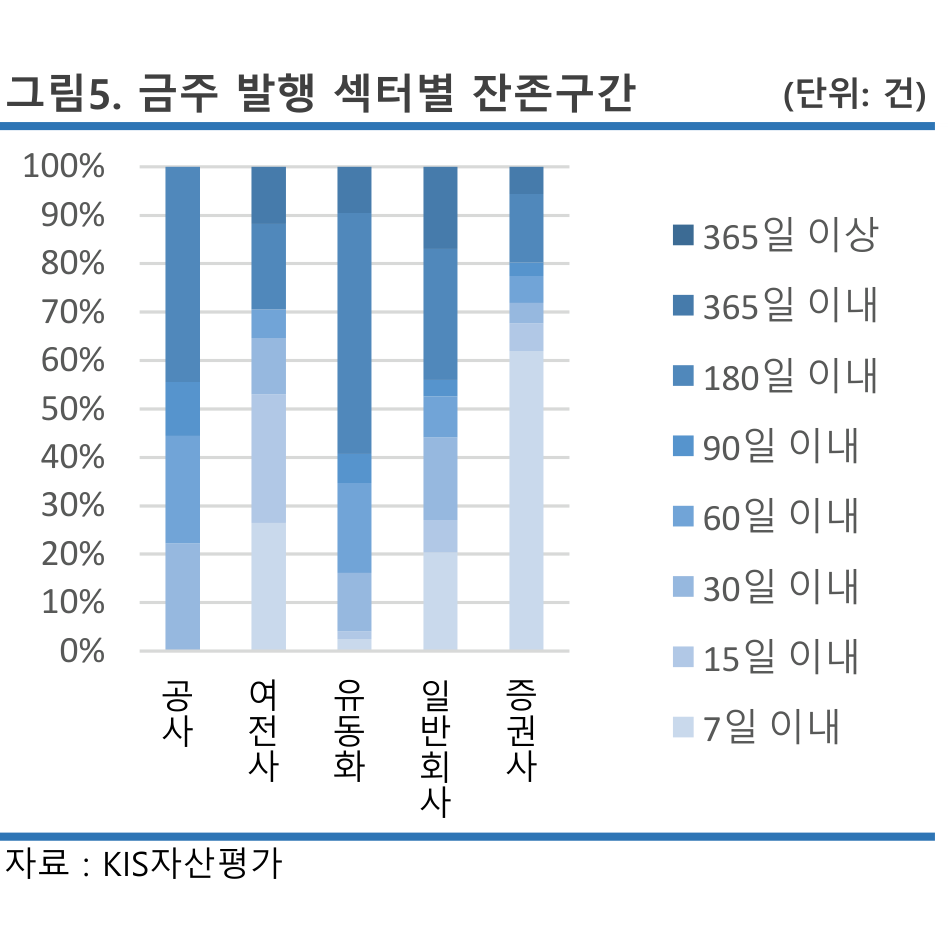 그림5. 금주 발행 섹터별 잔존구간 (단위: 건)
100%
90%
80%
70%
60%
50%
40%
30%
20%
10%
0%
공사
여전사
유동화
일반회사
증권사
365일 이상
365일 이내
180일 이내
90일 이내
60일 이내
30일 이내
15일 이내
7일 이내
자료 : KIS자산평가